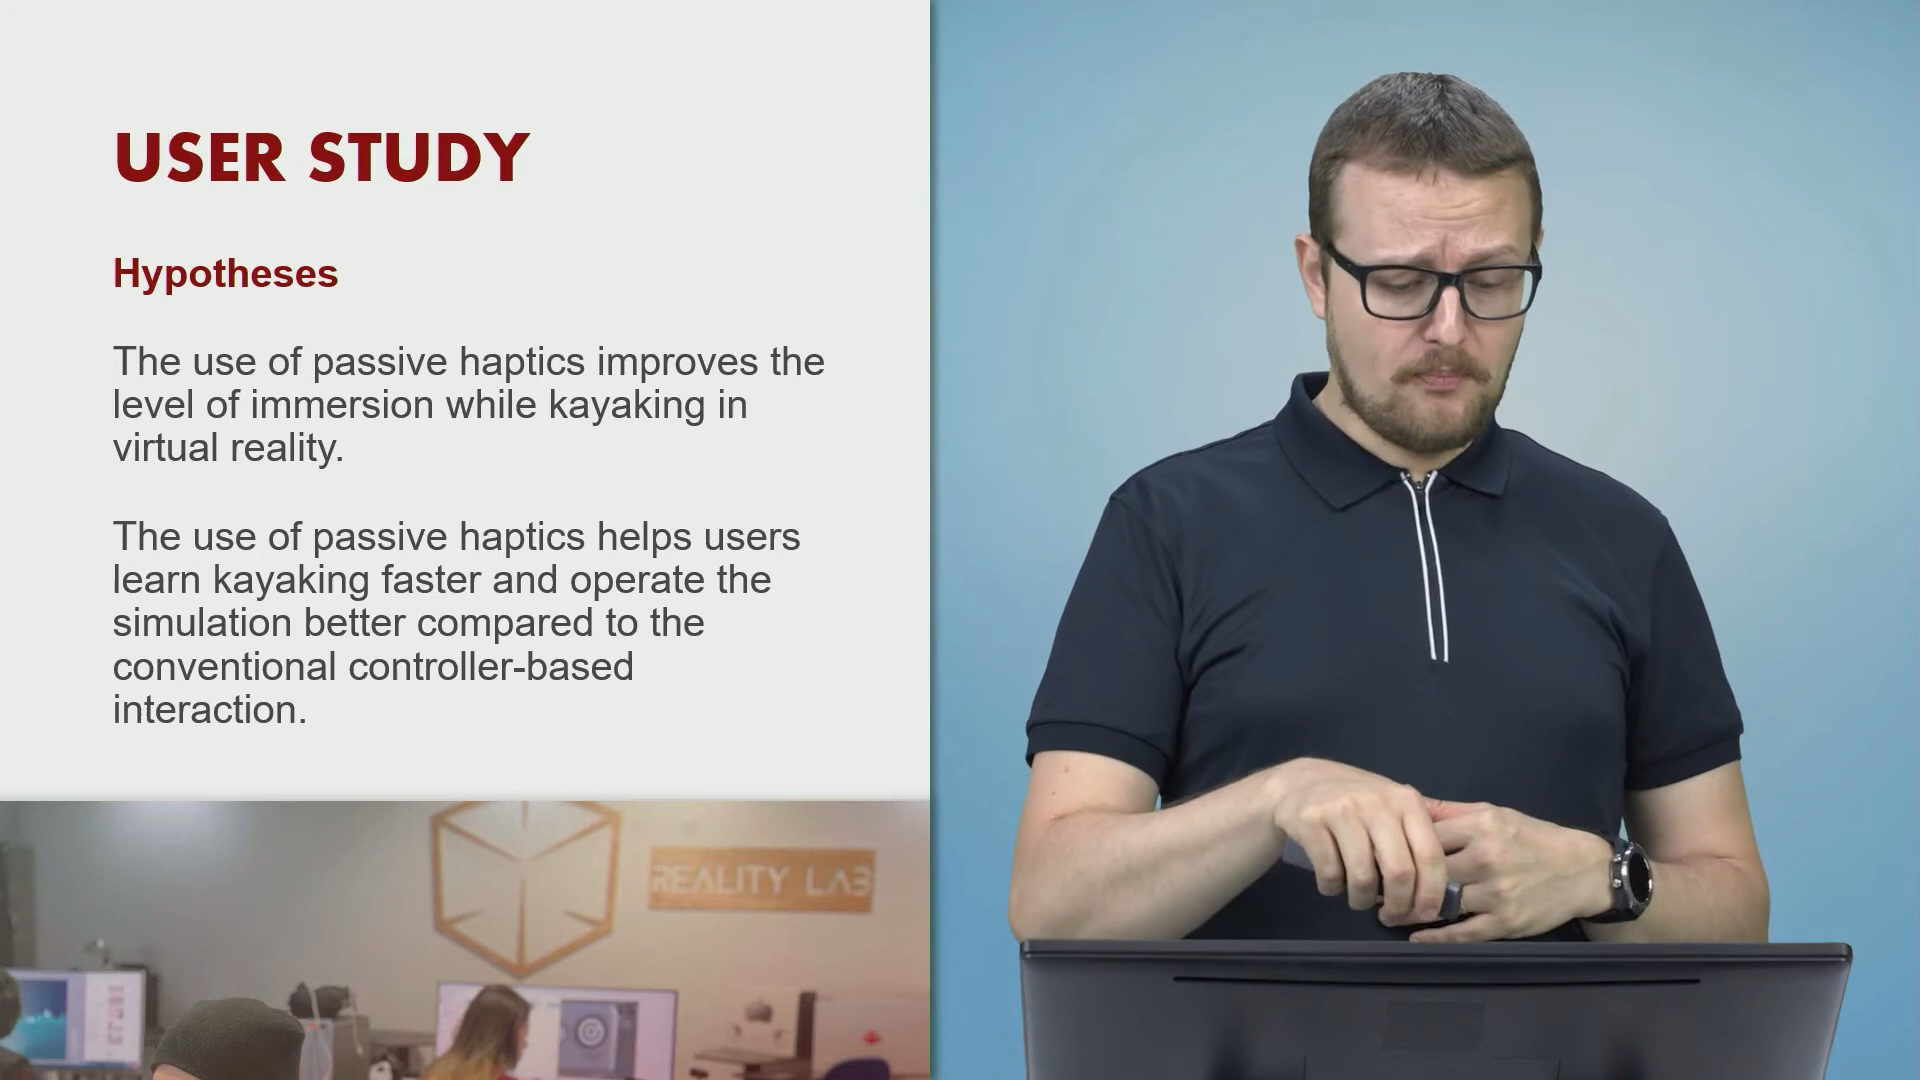 USER STUDY
Hypotheses
The use of passive haptics improves the
level of immersion while kayaking in
virtual reality.
The use of passive haptics helps users
learn kayaking faster and operate the
simulation better compared to the
conventional controller-based
interaction.
REALITY LAB